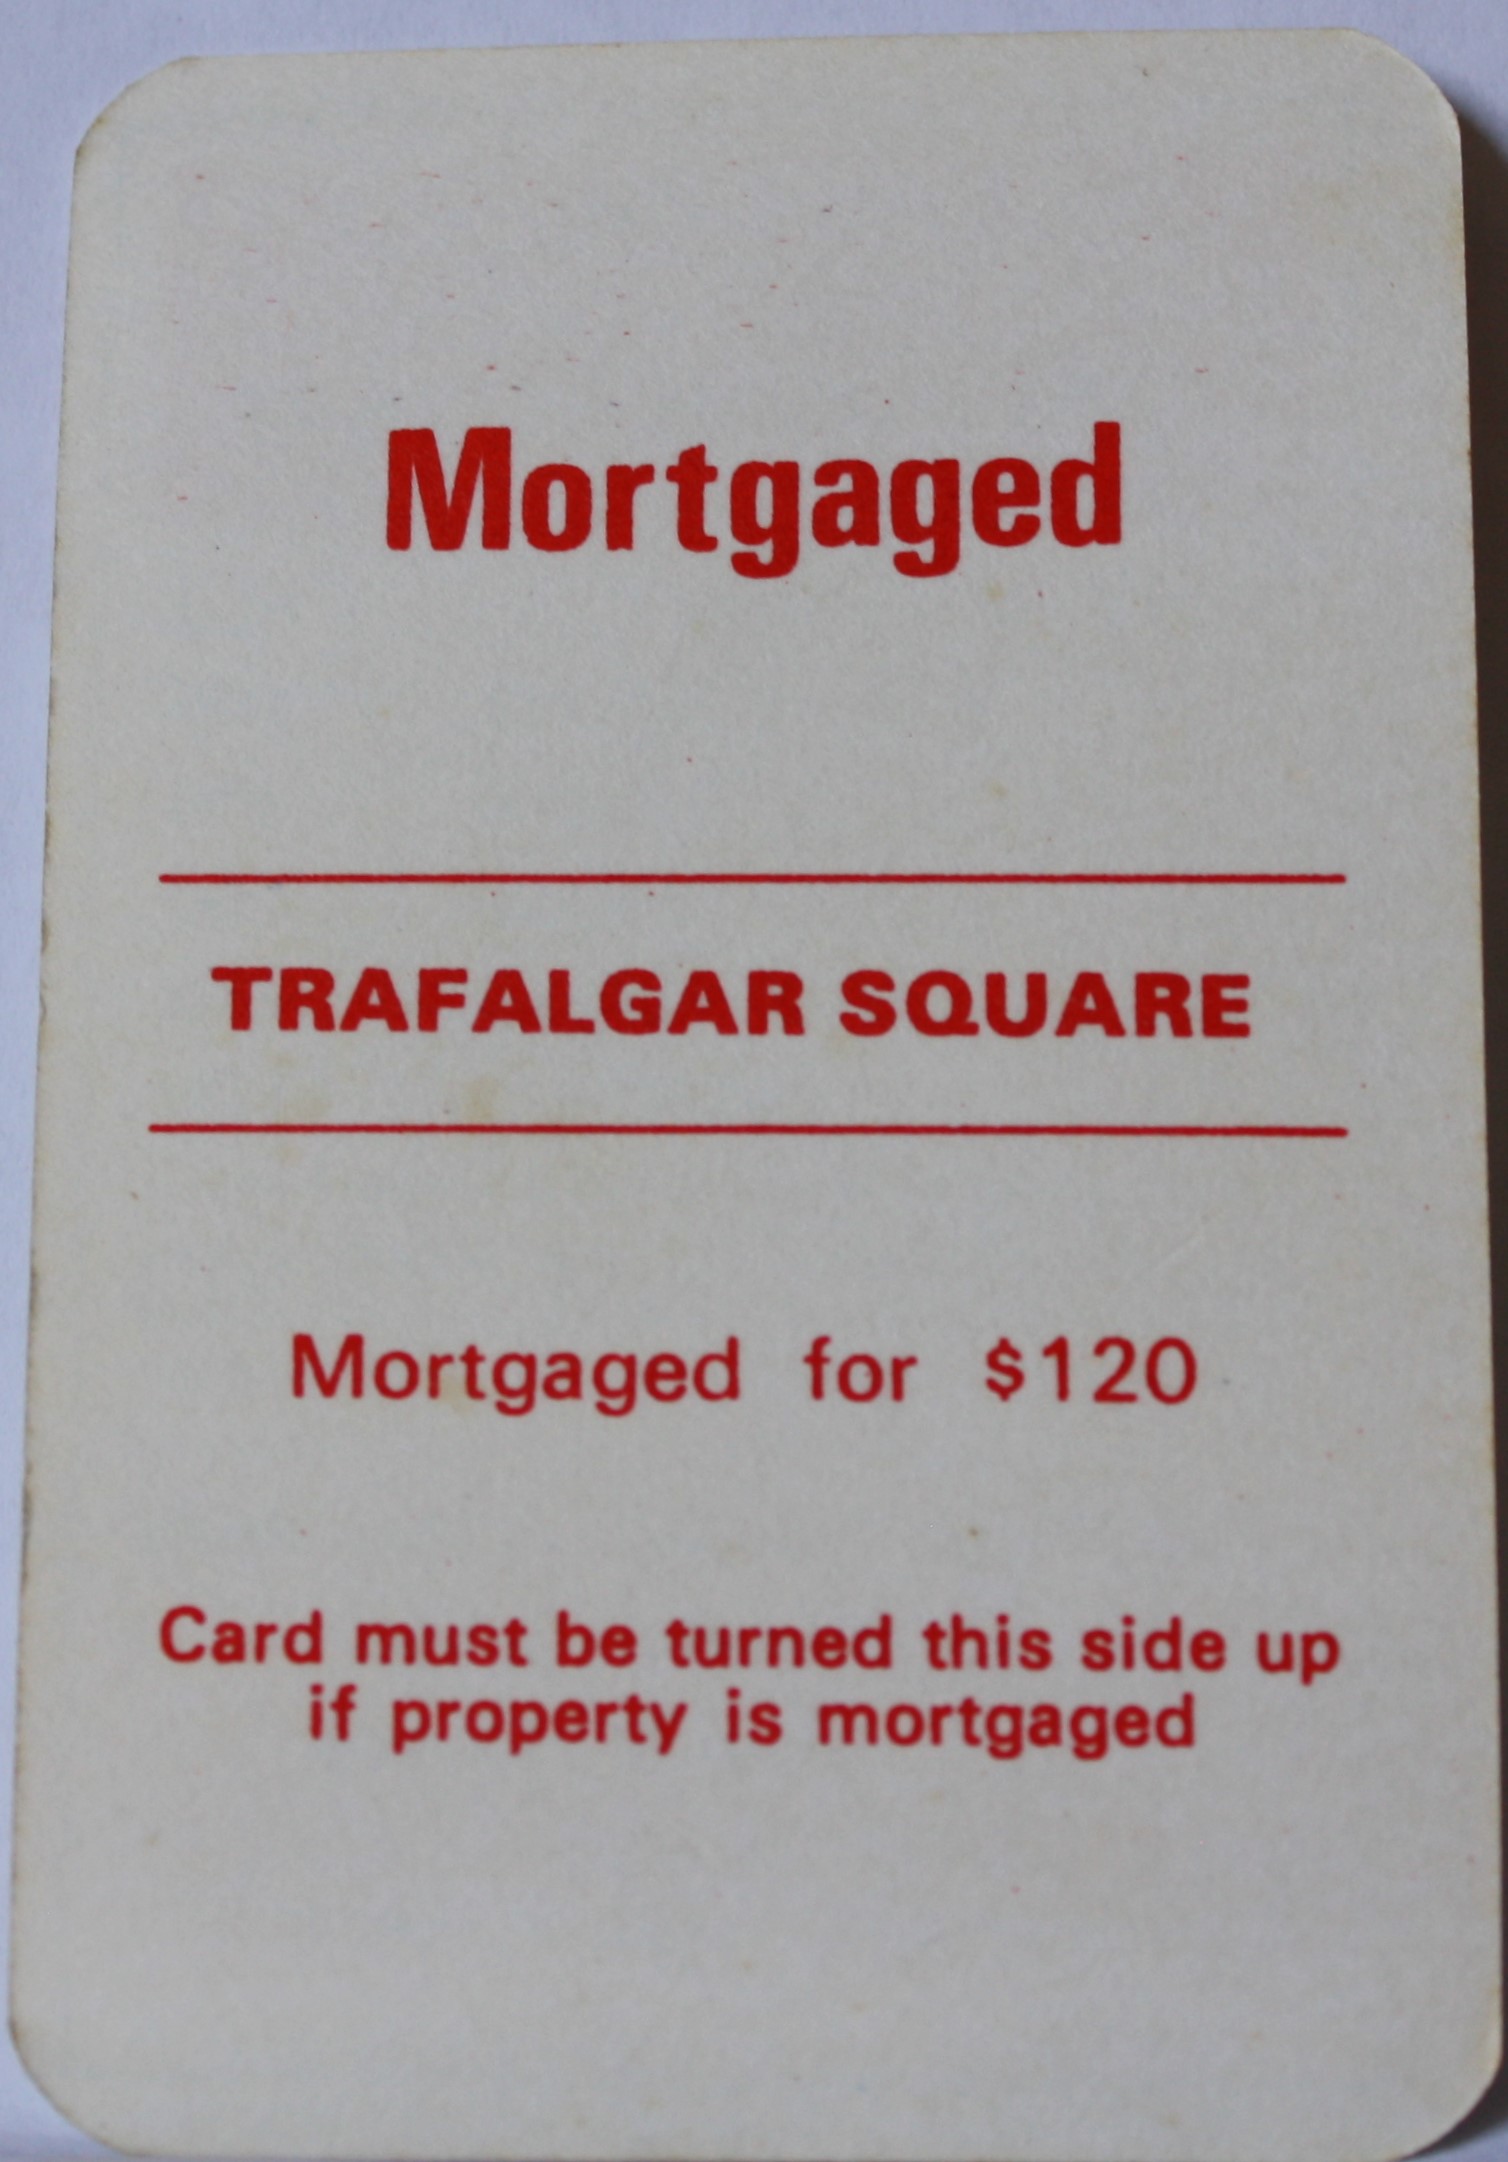 Mortgaged
TRAFALGAR SQUARE
Mortgaged for $120
Card must be turned this side up
if property is mortgaged